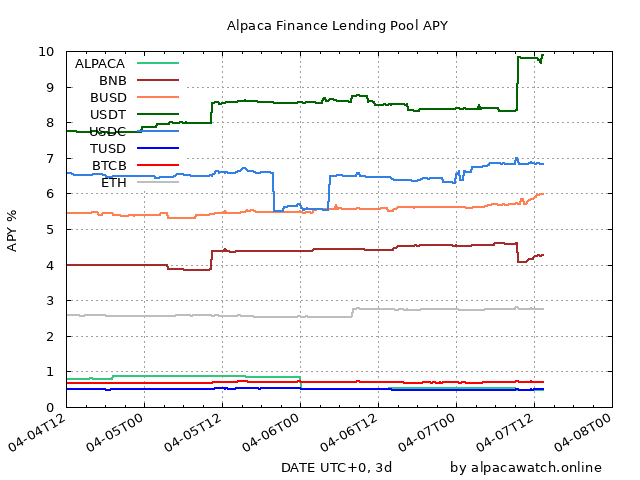 Alpaca Finance Lending Pool APY
APY %
10
9
8
7
6
5
4
3
2
1
0
ALPACA
BNB
BUSD
USDT
USDC
TUSD
BTCB
ETH
04-04T12
04-05T00
04-05T12
04-06T00
04-06T12
04-07T00
04-07T12
04-08T00
DATE UTC+0, 3d
by alpacawatch.online